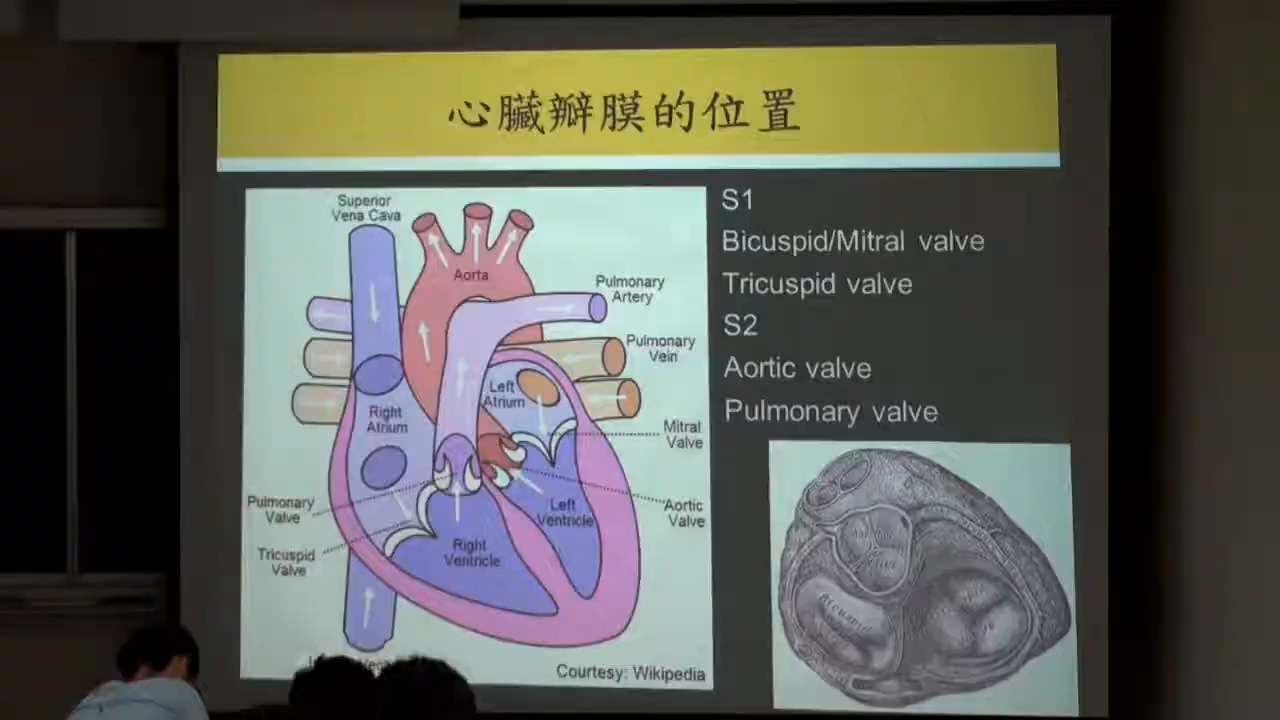 心臟瓣膜的位置
Superior
Vena Cava
Aorta
Pulmonary
Artery
Pulmonary
Vein
Left
Atrium
Right
Atrium
Mitral
Valve
Pulmonary
Valve
Left
Ventricle
Aortic
Valve
Right
Ventricle
Tricuspid
Valve
Courtesy: Wikipedia
S1
Bicuspid/Mitral valve
Tricuspid valve
S2
Aortic valve
Pulmonary valve